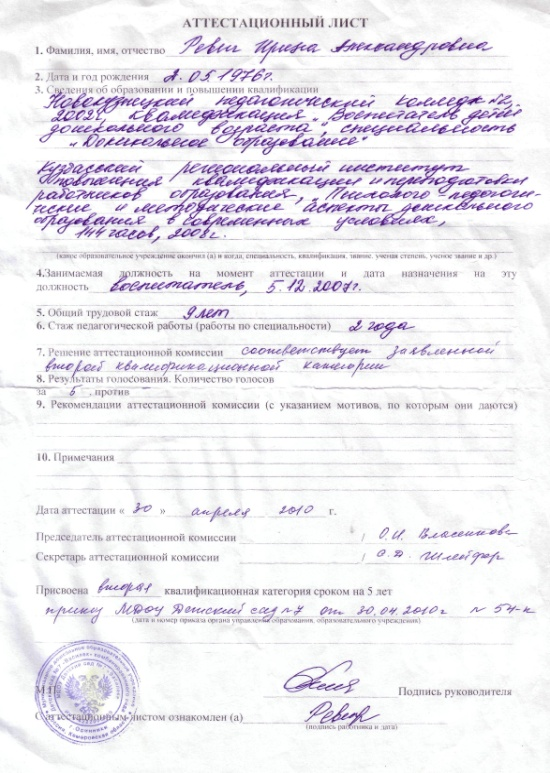 АТТЕСТАЦИОННЫЙ ЛИСТ
1. Фамилия, имя, отчество Ревич Ирина Александровна
2. Дата и год рождения 2.05.1976г.
3. Сведения об образовании и повышении квалификации
Новокузнецкий педагогический колледж №2,
2002г., квалификация „Воспитатель детей
дошкольного возраста", специальность
„Дошкольное образование"
Кузбасский региональный институт
повышения квалификации и переподготовки
работников образования, Психолого педагоги-
ческие и методические аспекты дошкольного
образования в современных условиях,
144 часов, 2008г.
(какое образовательное учреждение окончил (а) и когда, специальность, квалификация, звание, ученая степень, ученое звание и др.)
4.Занимаемая должность на момент аттестации и дата назначения на эту
должность воспитатель, 5.12.2007г.
5. Общий трудовой стаж 9 лет
6. Стаж педагогической работы (работы по специальности) 2 года
7. Решение аттестационной комиссии соответствует заявленной
второй квалификационной категории
8. Результаты голосования. Количество голосов
за 5 , против
9. Рекомендации аттестационной комиссии (с указанием мотивов, по которым они даются)
10. Примечания
Дата аттестации « 30 » апреля 2010 г.
Председатель аттестационной комиссии / О.И. /
Секретарь аттестационной комиссии / Шлейфер
Присвоена вторая квалификационная категория сроком на 5 лет
приказ МДОУ Детский сад №7 от 30.04.2010г № 54-к
(дата и номер приказа органа управления образования, образовательного учреждения)
М.П. Подпись руководителя
С аттестационным листом ознакомлен (а)
(подпись работника и дата)